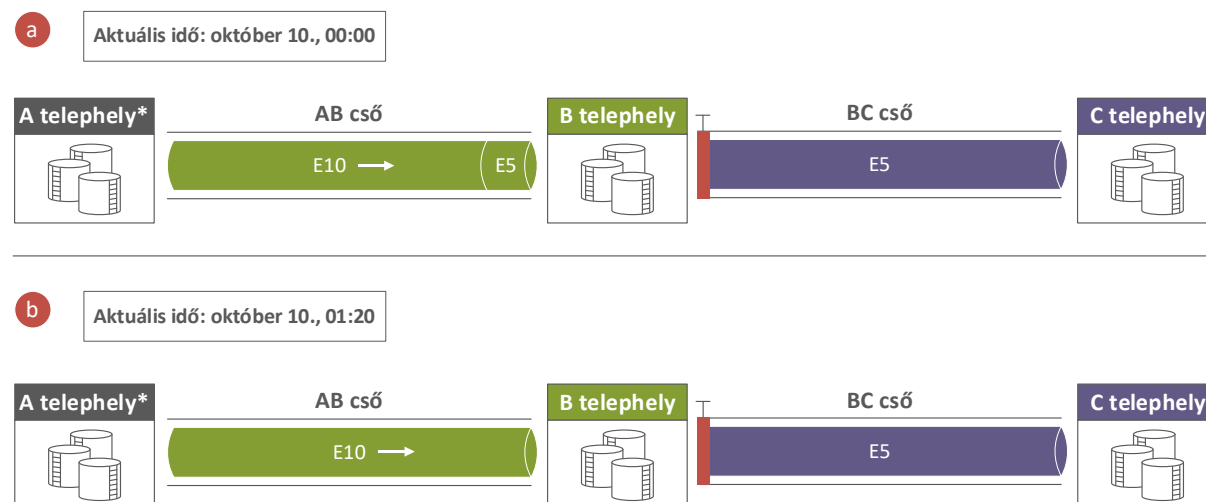 a
Aktuális idő: október 10., 00:00
A telephely*
AB cső
B telephely
BC cső
C telephely
E10
E5
E5
b
Aktuális idő: október 10., 01:20
A telephely*
AB cső
B telephely
BC cső
C telephely
E10
E5